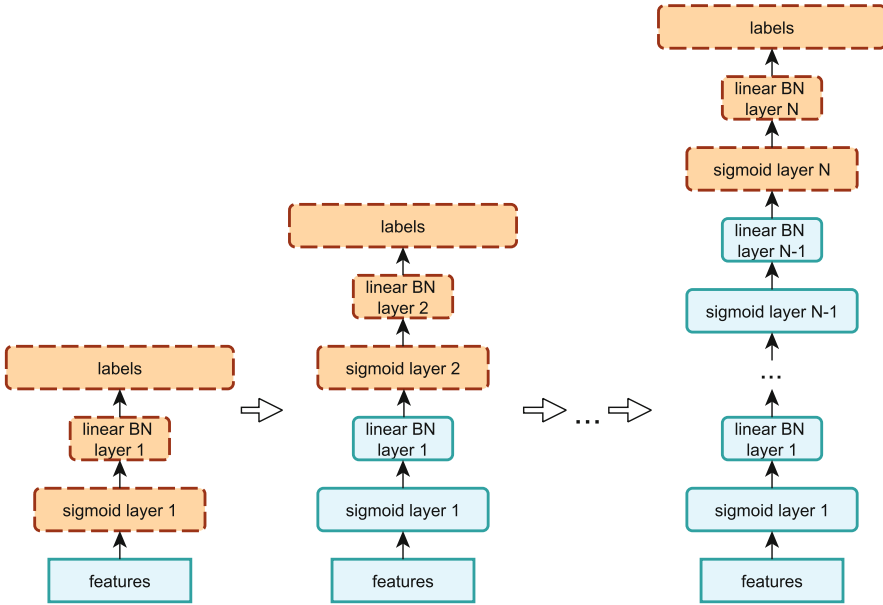 labels
linear BN
layer 1
sigmoid layer 1
features
labels
linear BN
layer 2
sigmoid layer 2
linear BN
layer 1
sigmoid layer 1
features
...
labels
linear BN
layer N
sigmoid layer N
linear BN
layer N-1
sigmoid layer N-1
...
linear BN
layer 1
sigmoid layer 1
features